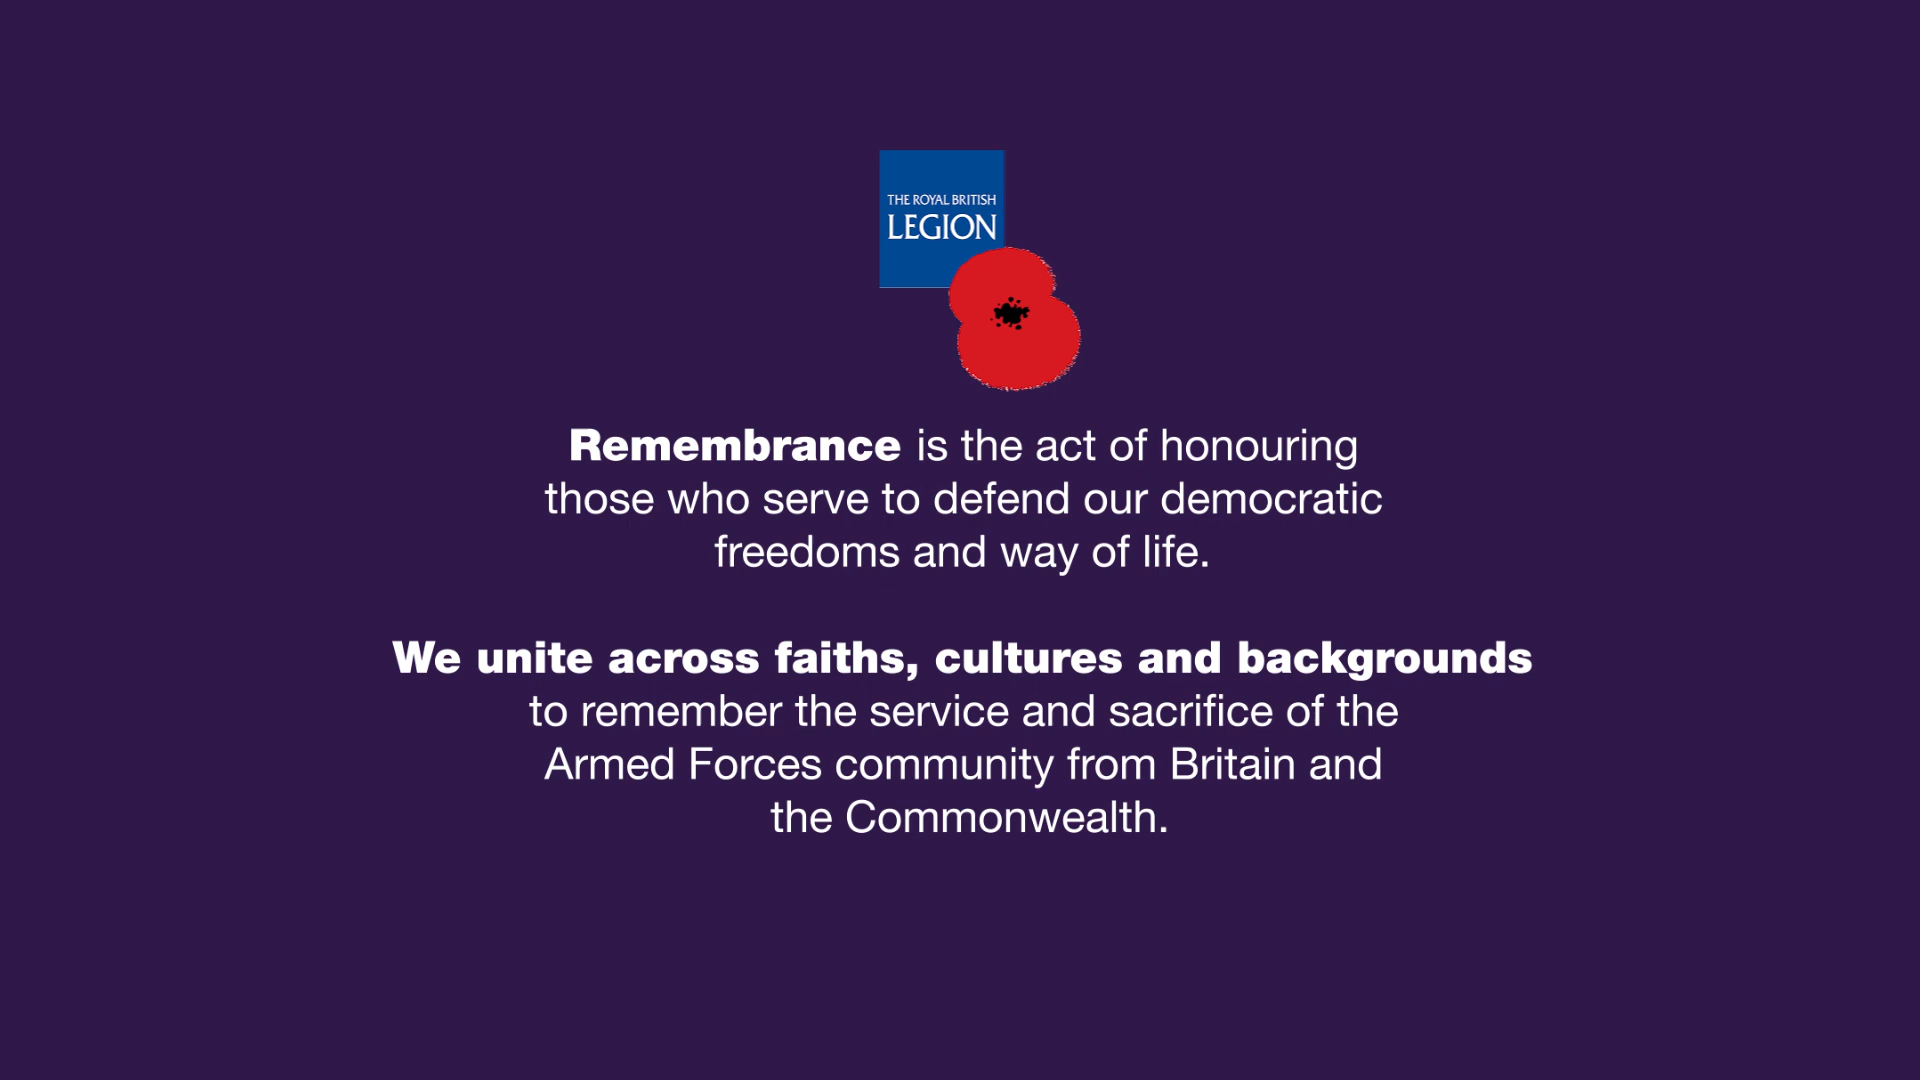 THE ROYAL BRITISH
LEGION
Remembrance is the act of honouring
those who serve to defend our democratic
freedoms and way of life.
We unite across faiths, cultures and backgrounds
to remember the service and sacrifice of the
Armed Forces community from Britain and
the Commonwealth.